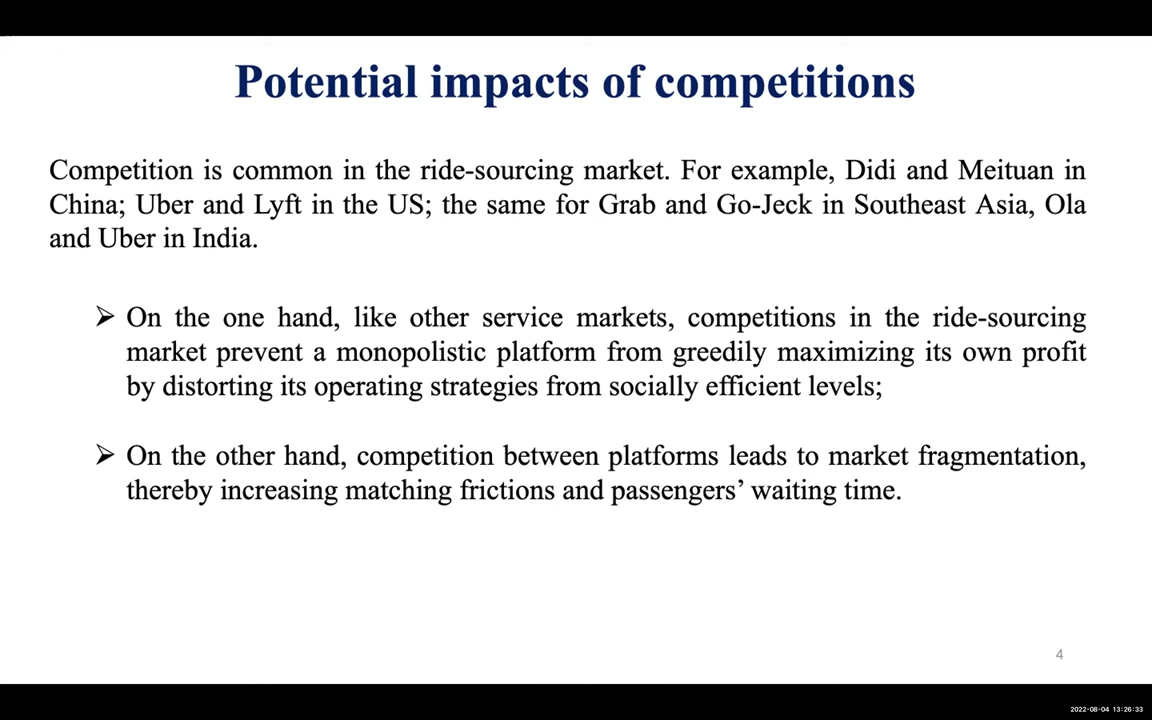 Potential impacts of competitions
Competition is common in the ride-sourcing market. For example, Didi and Meituan in
China; Uber and Lyft in the US; the same for Grab and Go-Jeck in Southeast Asia, Ola
and Uber in India.
➢ On the one hand, like other service markets, competitions in the ride-sourcing
market prevent a monopolistic platform from greedily maximizing its own profit
by distorting its operating strategies from socially efficient levels;
➢ On the other hand, competition between platforms leads to market fragmentation,
thereby increasing matching frictions and passengers’ waiting time.
4
2022-08-04 13:26:33